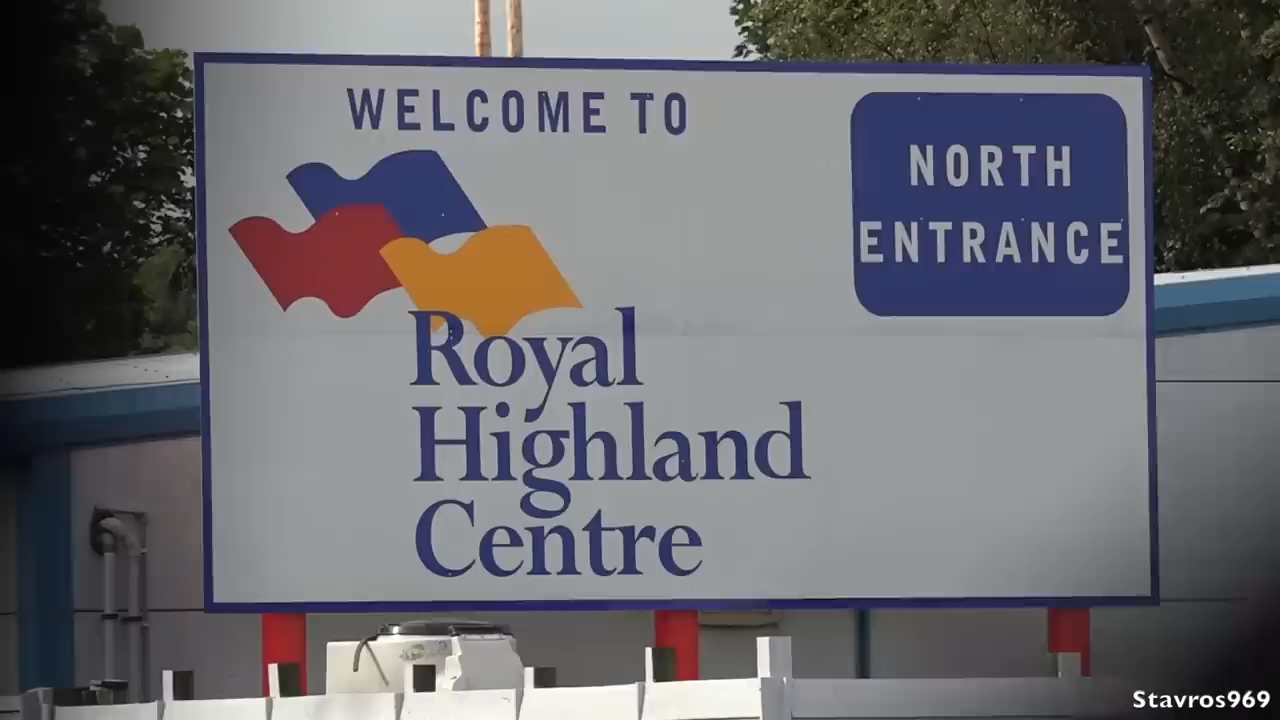 WELCOME TO
NORTH
ENTRANCE
Royal
Highland
Centre
Stavros969